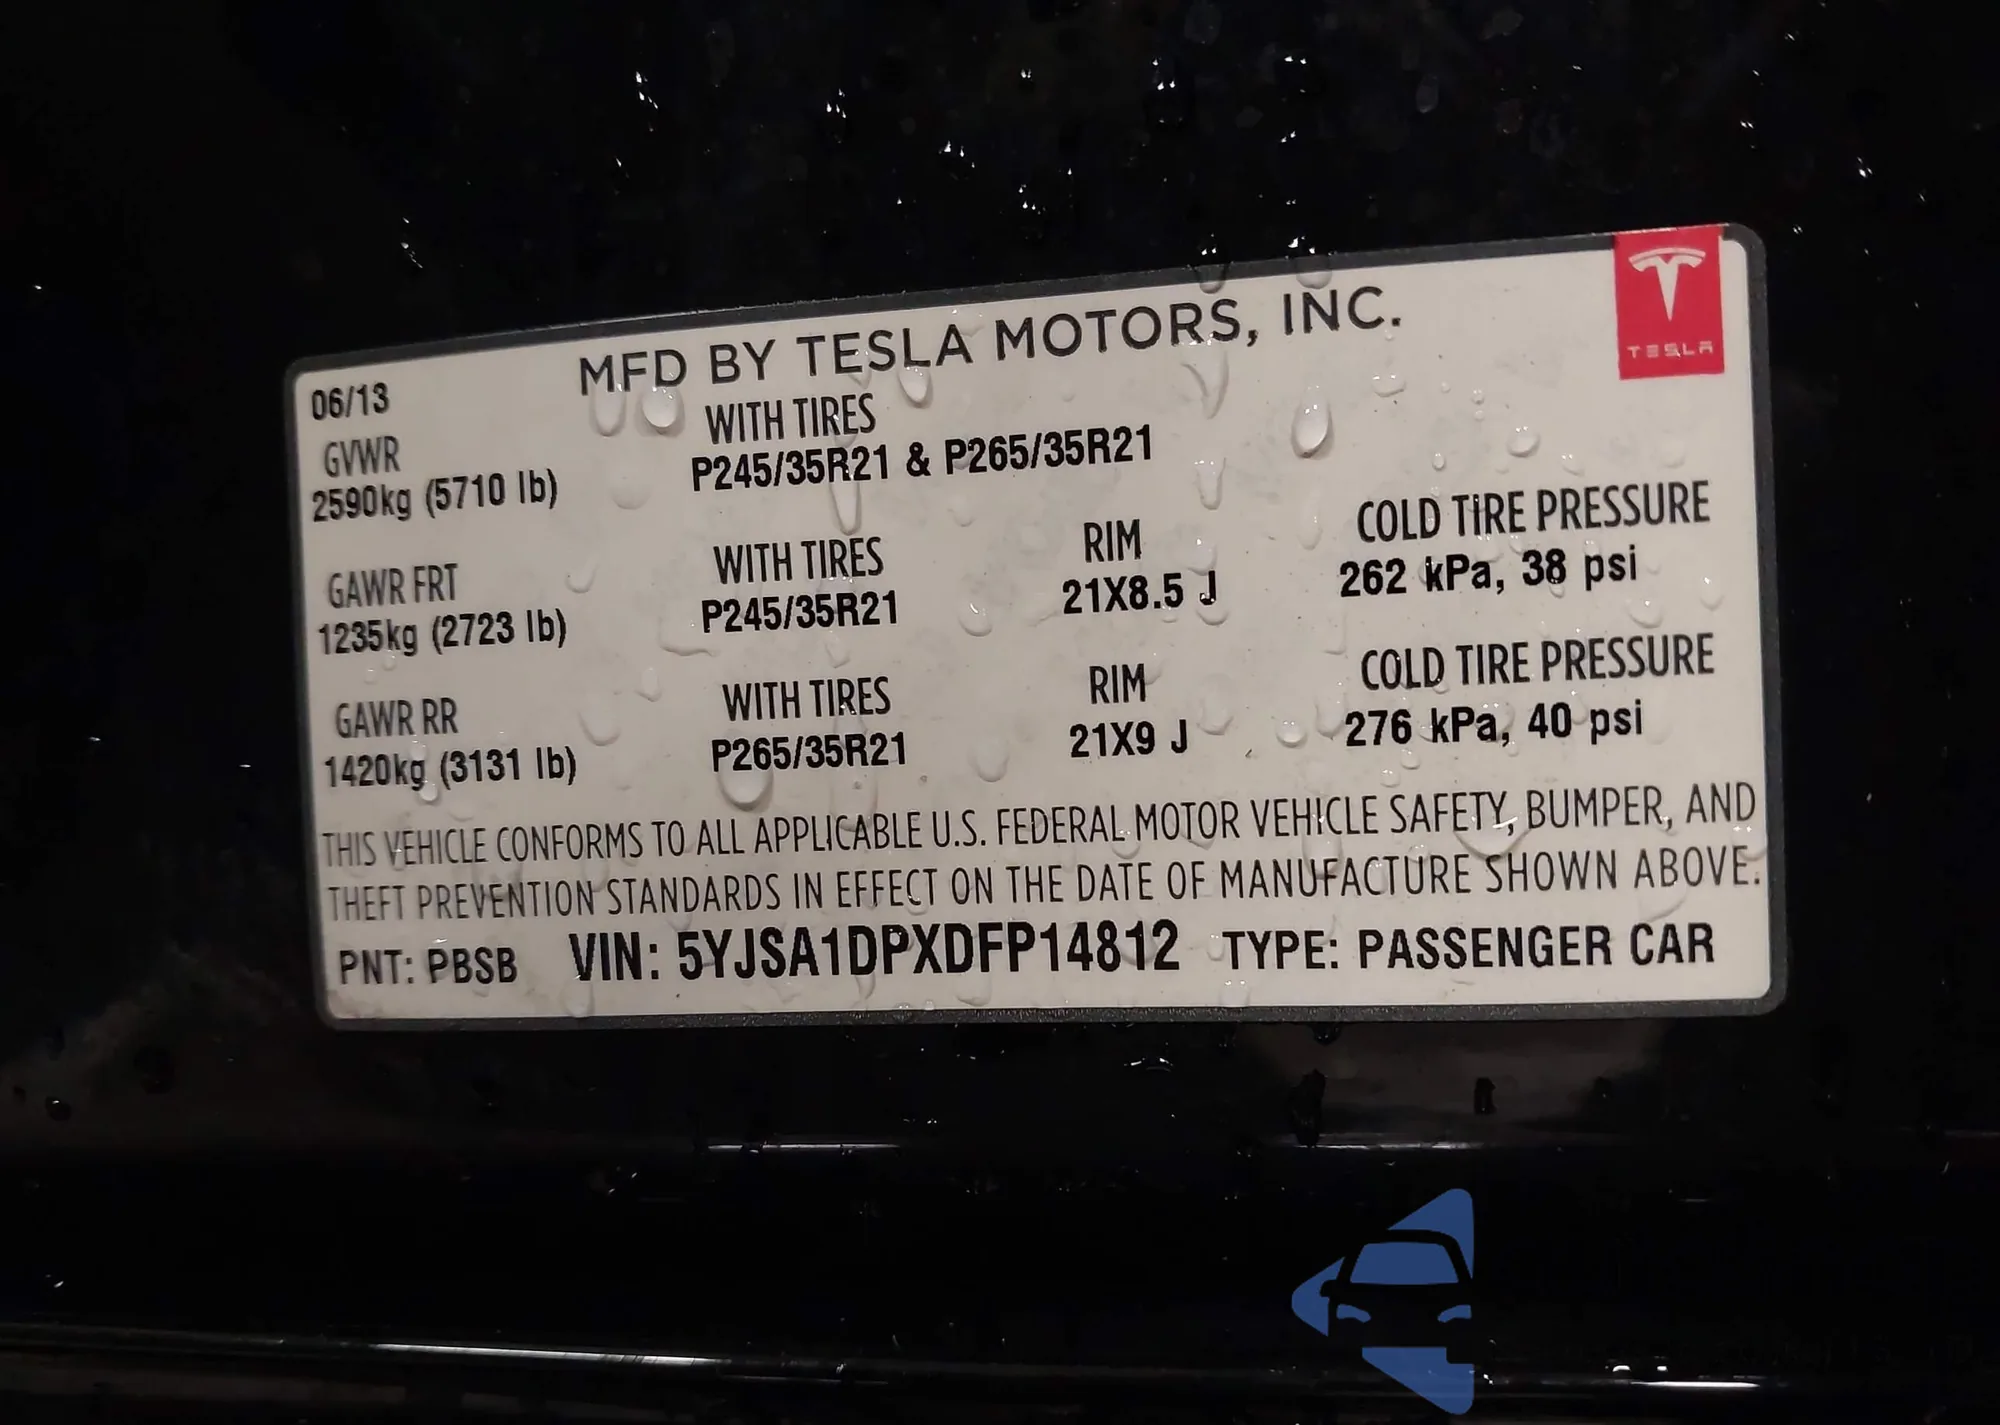 MFD BY TESLA MOTORS, INC.
TESLA
06/13
GVWR
2590kg (5710 lb)
WITH TIRES
P245/35R21 & P265/35R21
GAWR FRT
1235kg (2723 lb)
WITH TIRES
P245/35R21
RIM
21X8.5 J
COLD TIRE PRESSURE
262 kPa, 38 psi
GAWR RR
1420kg (3131 lb)
WITH TIRES
P265/35R21
RIM
21X9 J
COLD TIRE PRESSURE
276 kPa, 40 psi
THIS VEHICLE CONFORMS TO ALL APPLICABLE U.S. FEDERAL MOTOR VEHICLE SAFETY, BUMPER, AND
THEFT PREVENTION STANDARDS IN EFFECT ON THE DATE OF MANUFACTURE SHOWN ABOVE.
PNT: PBSB VIN: 5YJSA1DPXDFP14812 TYPE: PASSENGER CAR